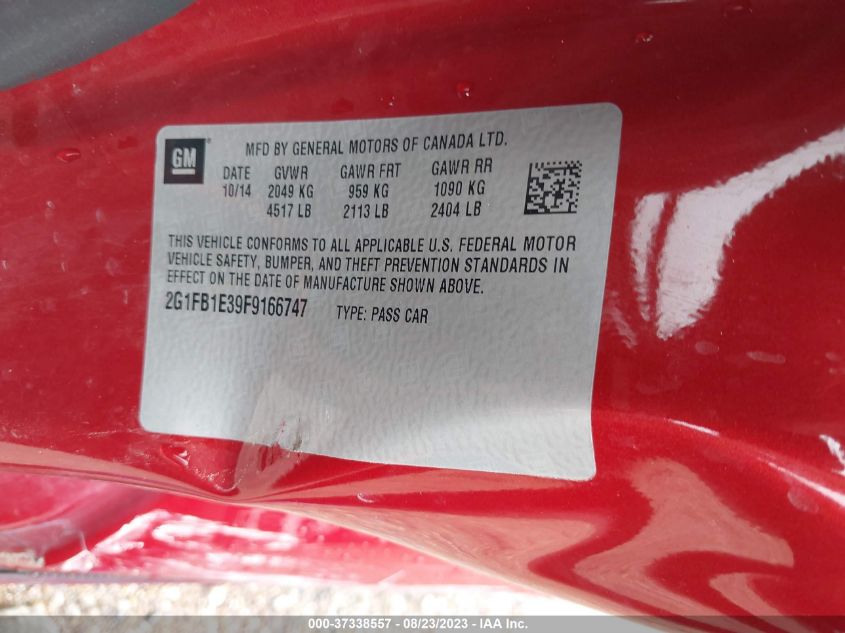 GM
MFD BY GENERAL MOTORS OF CANADA LTD.
DATE GVWR GAWR FRT GAWR RR
10/14 2049 KG 959 KG 1090 KG
4517 LB 2113 LB 2404 LB
THIS VEHICLE CONFORMS TO ALL APPLICABLE U.S. FEDERAL MOTOR
VEHICLE SAFETY, BUMPER, AND THEFT PREVENTION STANDARDS IN
EFFECT ON THE DATE OF MANUFACTURE SHOWN ABOVE.
2G1FB1E39F9166747 TYPE: PASS CAR
000-37338557 - 08/23/2023 - IAA Inc.